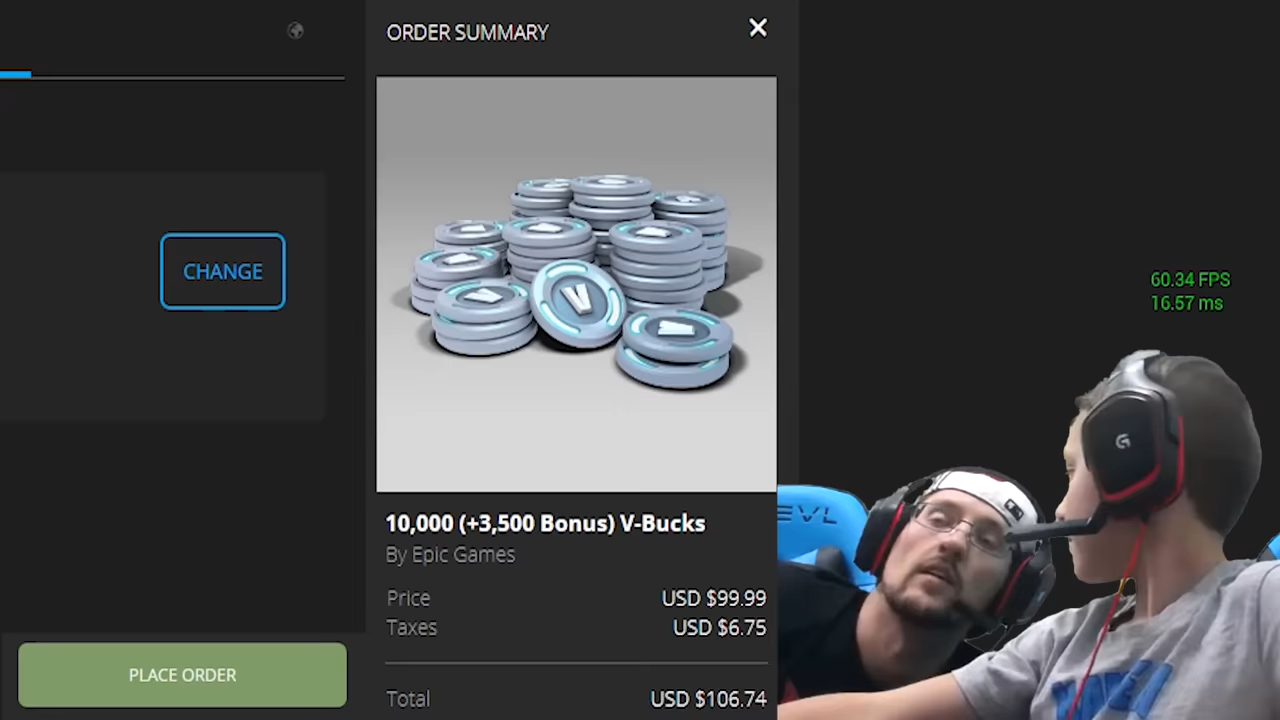 ORDER SUMMARY
CHANGE
60.34 FPS
16.57 ms
EVL
10,000 (+3,500 Bonus) V-Bucks
By Epic Games
Price USD $99.99
Taxes USD $6.75
PLACE ORDER
Total USD $106.74